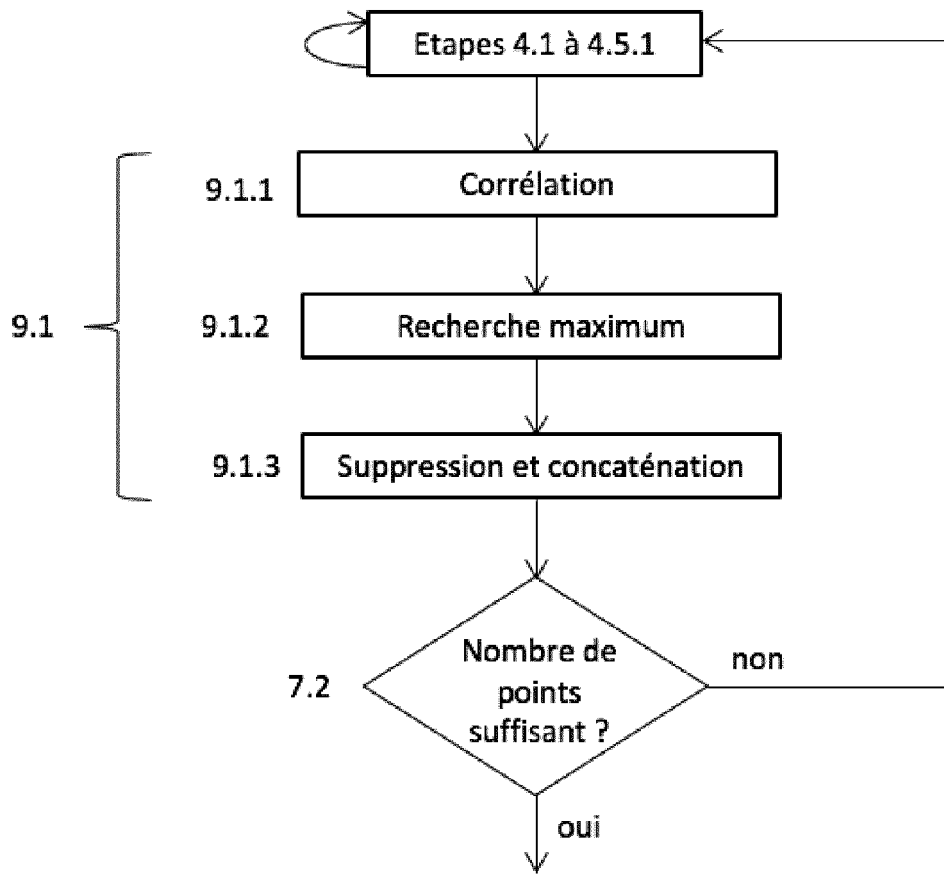 Etapes 4.1 à 4.5.1
9.1.1
Corrélation
9.1
9.1.2
Recherche maximum
9.1.3
Suppression et concaténation
7.2
Nombre de
points
suffisant ?
non
oui